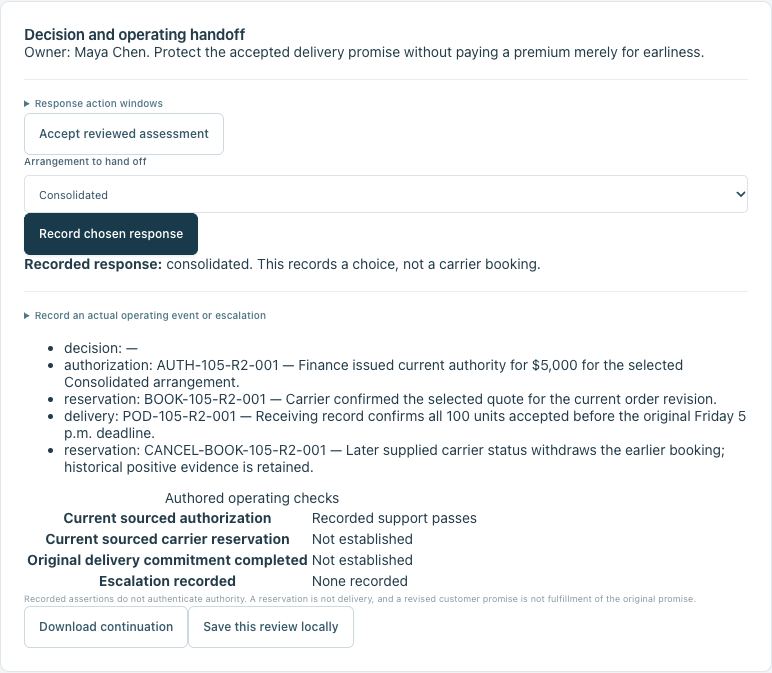 Decision and operating handoff
Owner: Maya Chen. Protect the accepted delivery promise without paying a premium merely for earliness.
Response action windows
Accept reviewed assessment
Arrangement to hand off
Consolidated
Record chosen response
Recorded response: consolidated. This records a choice, not a carrier booking.
Record an actual operating event or escalation
decision: —
authorization: AUTH-105-R2-001 — Finance issued current authority for $5,000 for the selected
Consolidated arrangement.
reservation: BOOK-105-R2-001 — Carrier confirmed the selected quote for the current order revision.
delivery: POD-105-R2-001 — Receiving record confirms all 100 units accepted before the original Friday 5
p.m. deadline.
reservation: CANCEL-BOOK-105-R2-001 — Later supplied carrier status withdraws the earlier booking;
historical positive evidence is retained.
Authored operating checks
Current sourced authorization Recorded support passes
Current sourced carrier reservation Not established
Original delivery commitment completed Not established
Escalation recorded None recorded
Recorded assertions do not authenticate authority. A reservation is not delivery, and a revised customer promise is not fulfillment of the original promise.
Download continuation Save this review locally